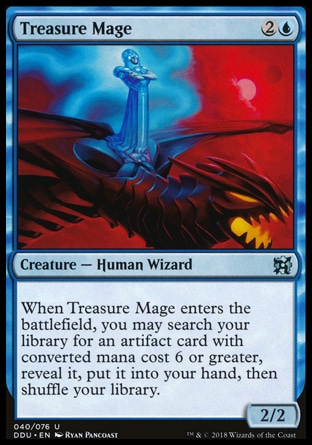 Treasure Mage 2
Creature — Human Wizard
When Treasure Mage enters the
battlefield, you may search your
library for an artifact card with
converted mana cost 6 or greater,
reveal it, put it into your hand, then
shuffle your library.
2/2
040/076 U
DDU • EN Ryan Pancoast ™ & © 2018 Wizards of the Coast